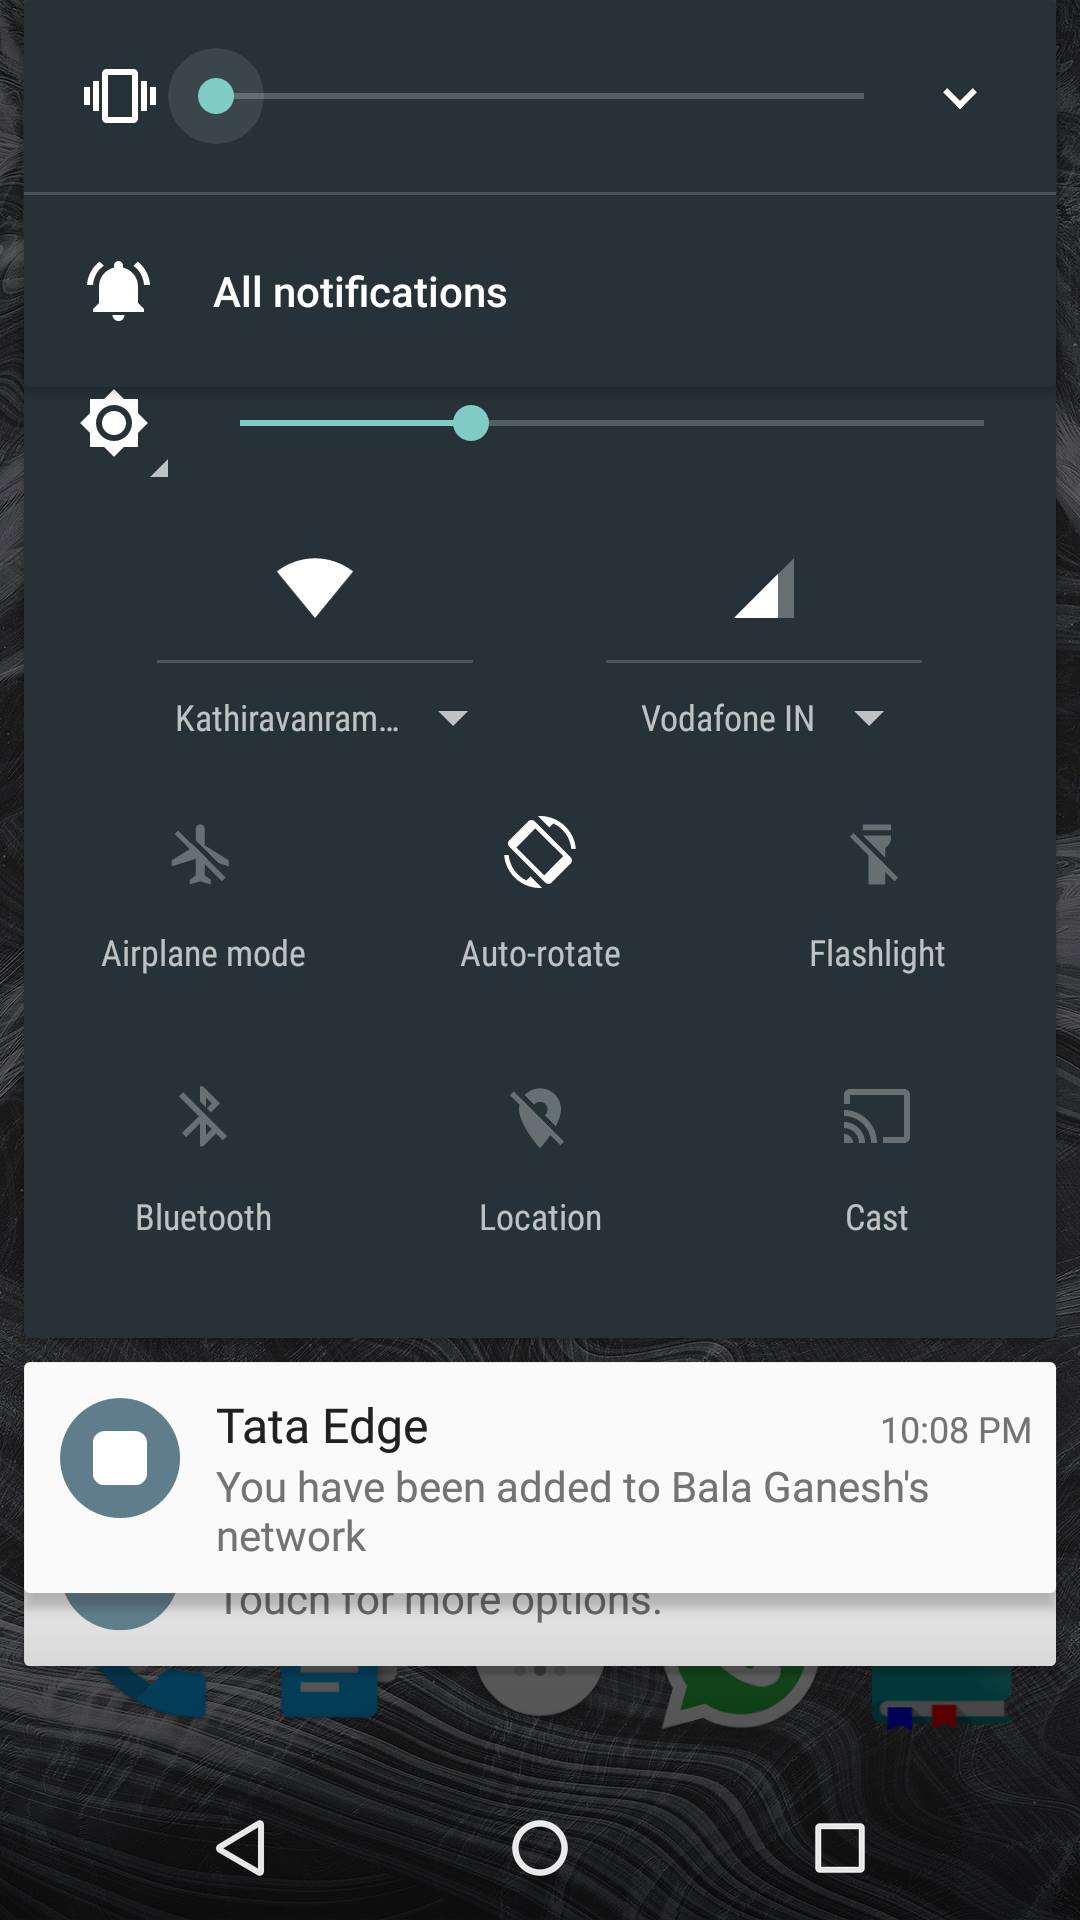 All notifications
Kathiravanram... Vodafone IN
Airplane mode Auto-rotate Flashlight
Bluetooth Location Cast
Tata Edge 10:08 PM
You have been added to Bala Ganesh's
network
Touch for more options.